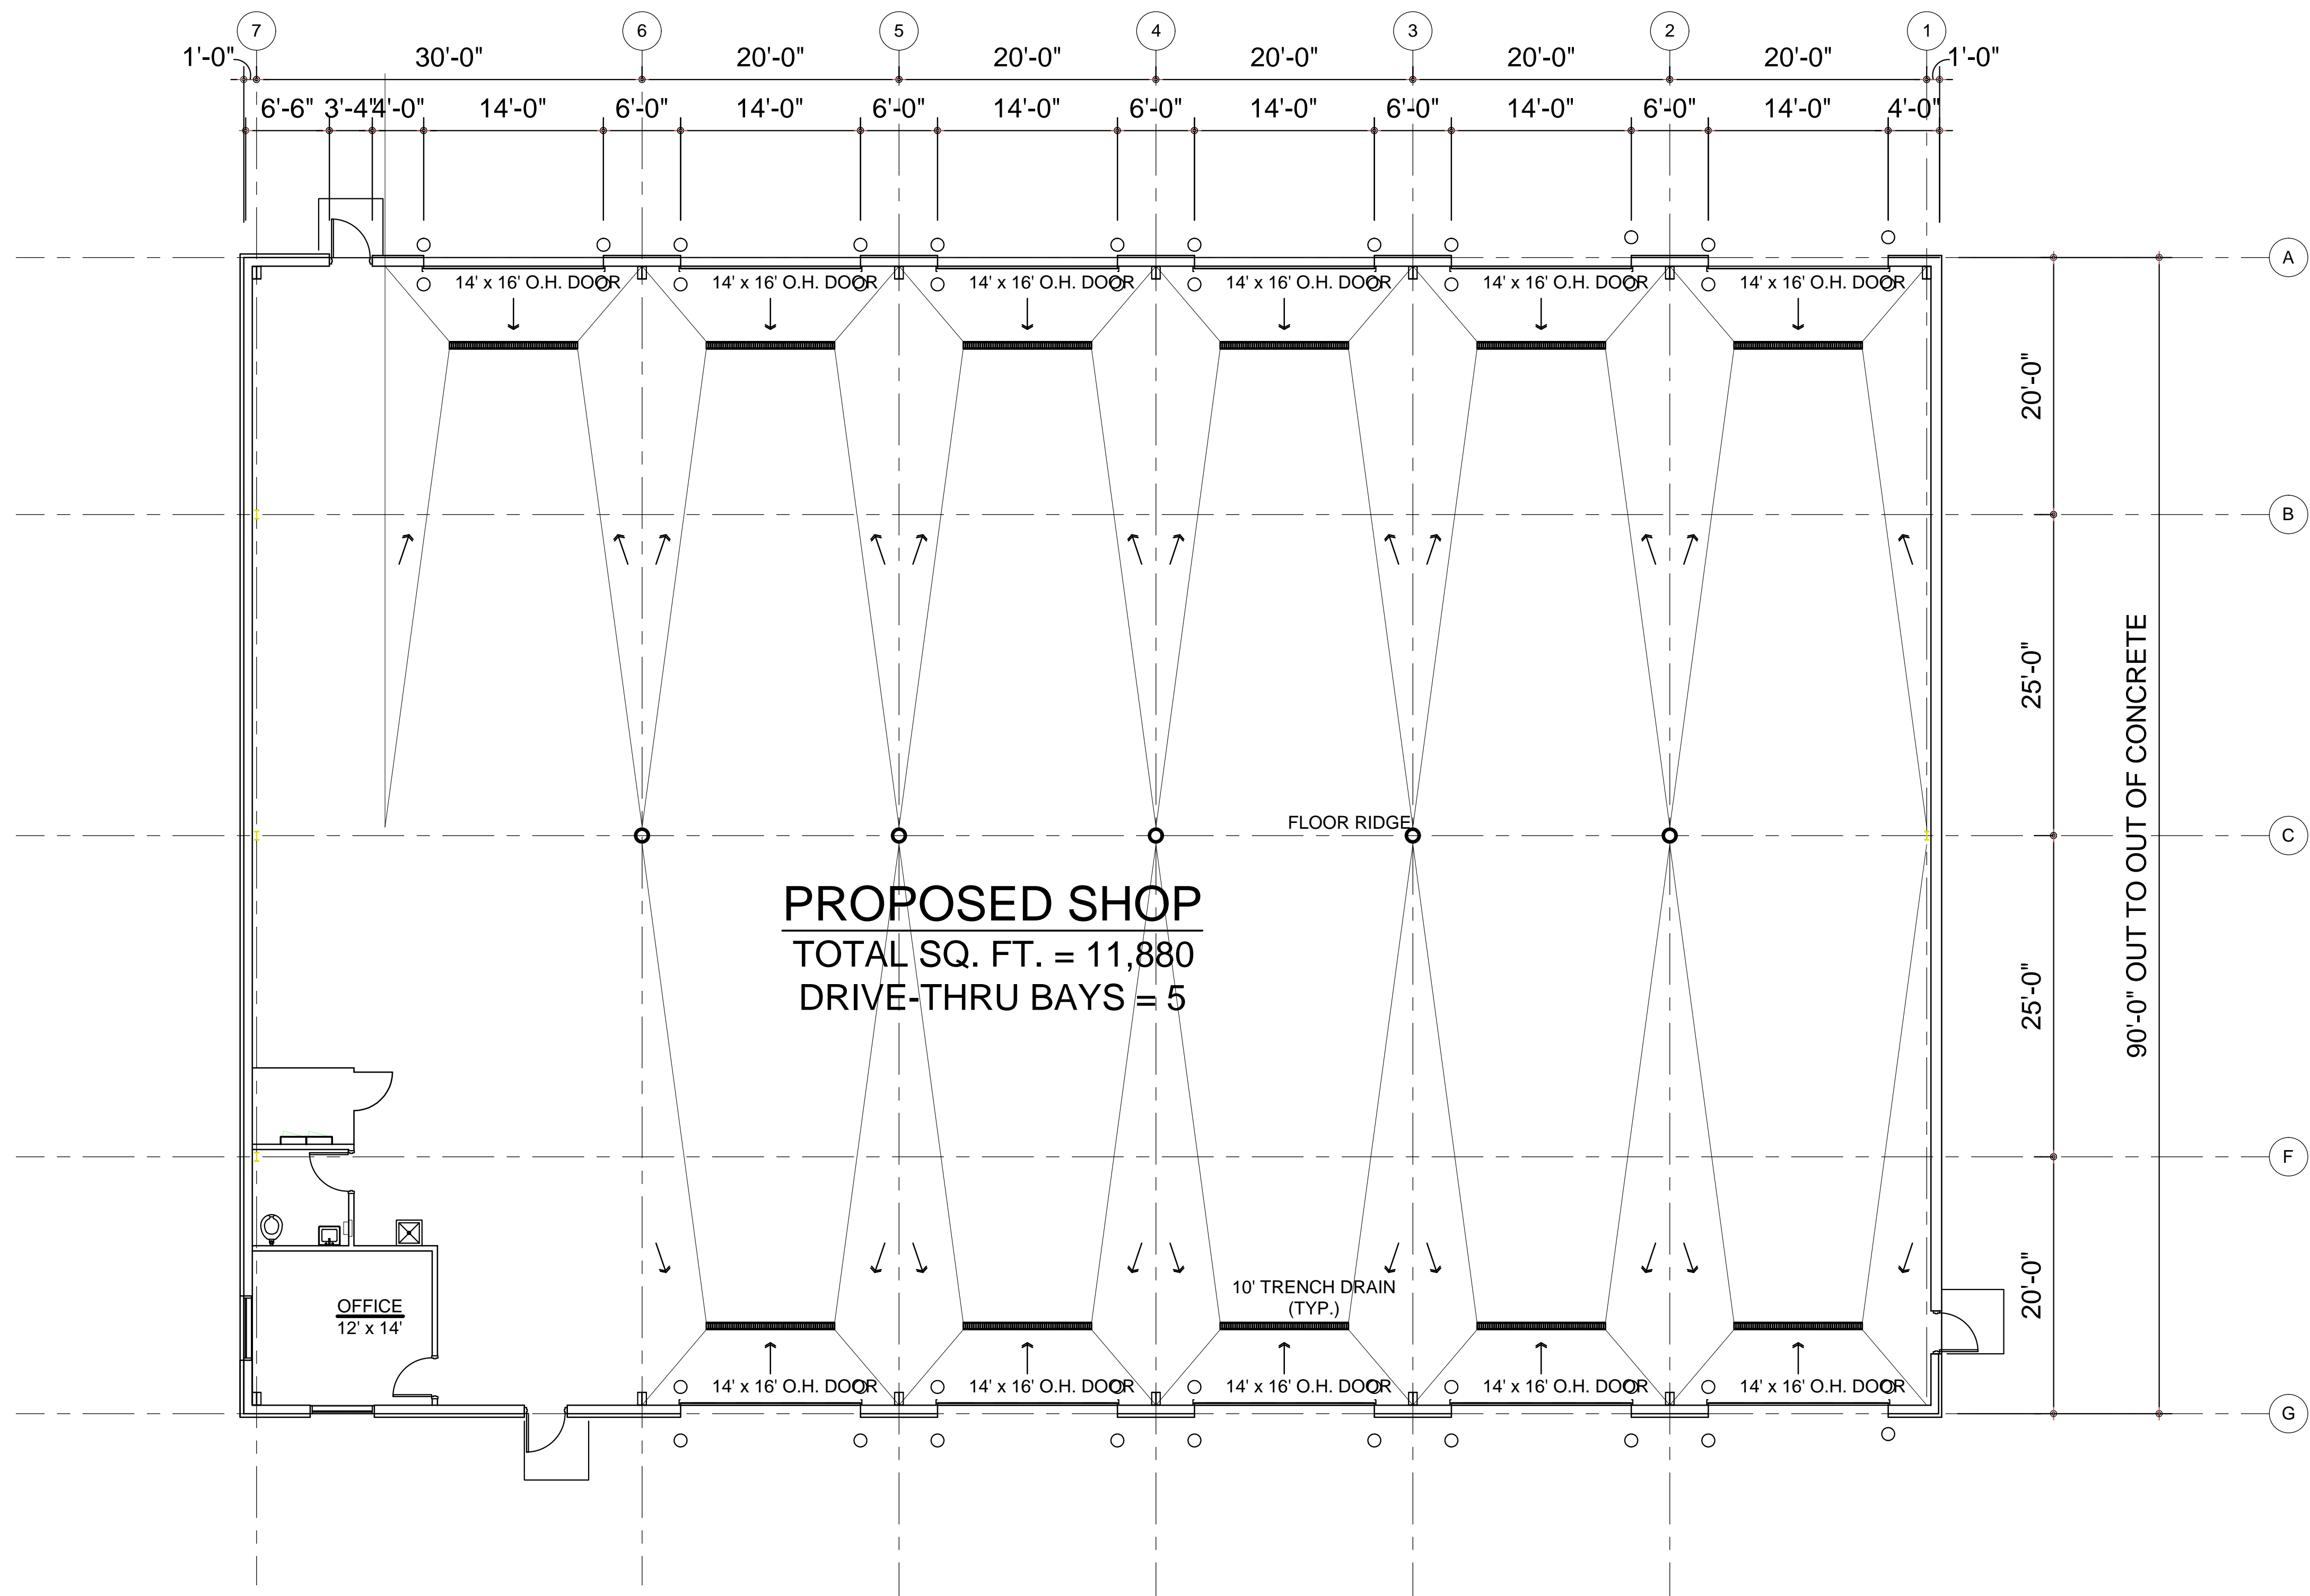 7 6 5 4 3 2 1
1'-0" 30'-0" 20'-0" 20'-0" 20'-0" 20'-0" 20'-0" 1'-0"
6'-6" 3'-4" 4'-0" 14'-0" 6'-0" 14'-0" 6'-0" 14'-0" 6'-0" 14'-0" 6'-0" 14'-0" 6'-0" 14'-0" 4'-0"
A
14' x 16' O.H. DOOR 14' x 16' O.H. DOOR 14' x 16' O.H. DOOR 14' x 16' O.H. DOOR 14' x 16' O.H. DOOR 14' x 16' O.H. DOOR
20'-0"
B
25'-0"
90'-0" OUT TO OUT OF CONCRETE
FLOOR RIDGE
C
PROPOSED SHOP
TOTAL SQ. FT. = 11,880
DRIVE-THRU BAYS = 5
25'-0"
F
20'-0"
10' TRENCH DRAIN
(TYP.)
OFFICE
12' x 14'
14' x 16' O.H. DOOR 14' x 16' O.H. DOOR 14' x 16' O.H. DOOR 14' x 16' O.H. DOOR 14' x 16' O.H. DOOR
G